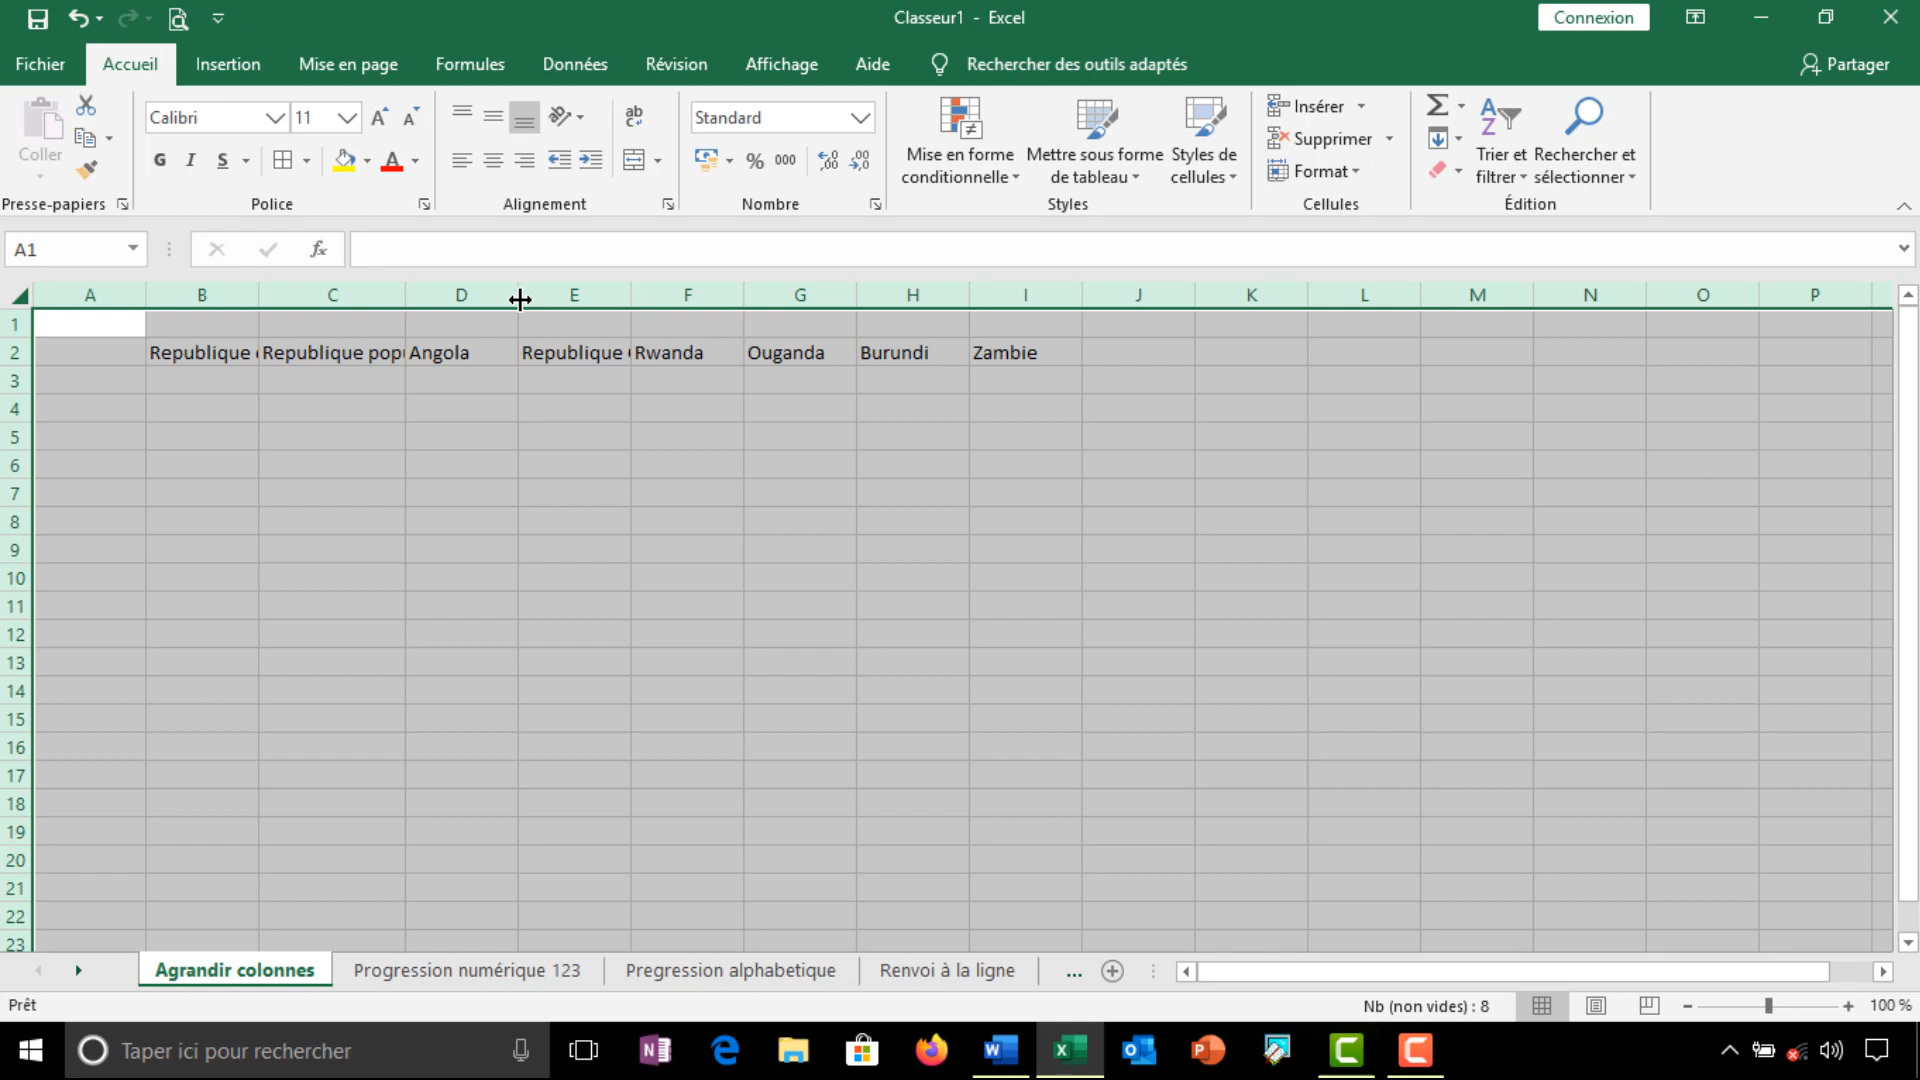 Classeur1 - Excel
Connexion
Fichier Accueil Insertion Mise en page Formules Données Révision Affichage Aide Rechercher des outils adaptés Partager
Coller
Calibri 11
G I S A
ab
Standard
% 000
Mise en forme conditionnelle
Mettre sous forme de tableau
Styles de cellules
Insérer
Supprimer
Format
Trier et filtrer
Rechercher et sélectionner
Presse-papiers Police Alignement Nombre Styles Cellules Édition
A1 fx
A B C D E F G H I J K L M N O P
1
2 Republique Republique pop Angola Republique Rwanda Ouganda Burundi Zambie
3
4
5
6
7
8
9
10
11
12
13
14
15
16
17
18
19
20
21
22
23
Agrandir colonnes Progression numérique 123 Pregression alphabetique Renvoi à la ligne ...
Prêt Nb (non vides) : 8 100 %
Taper ici pour rechercher